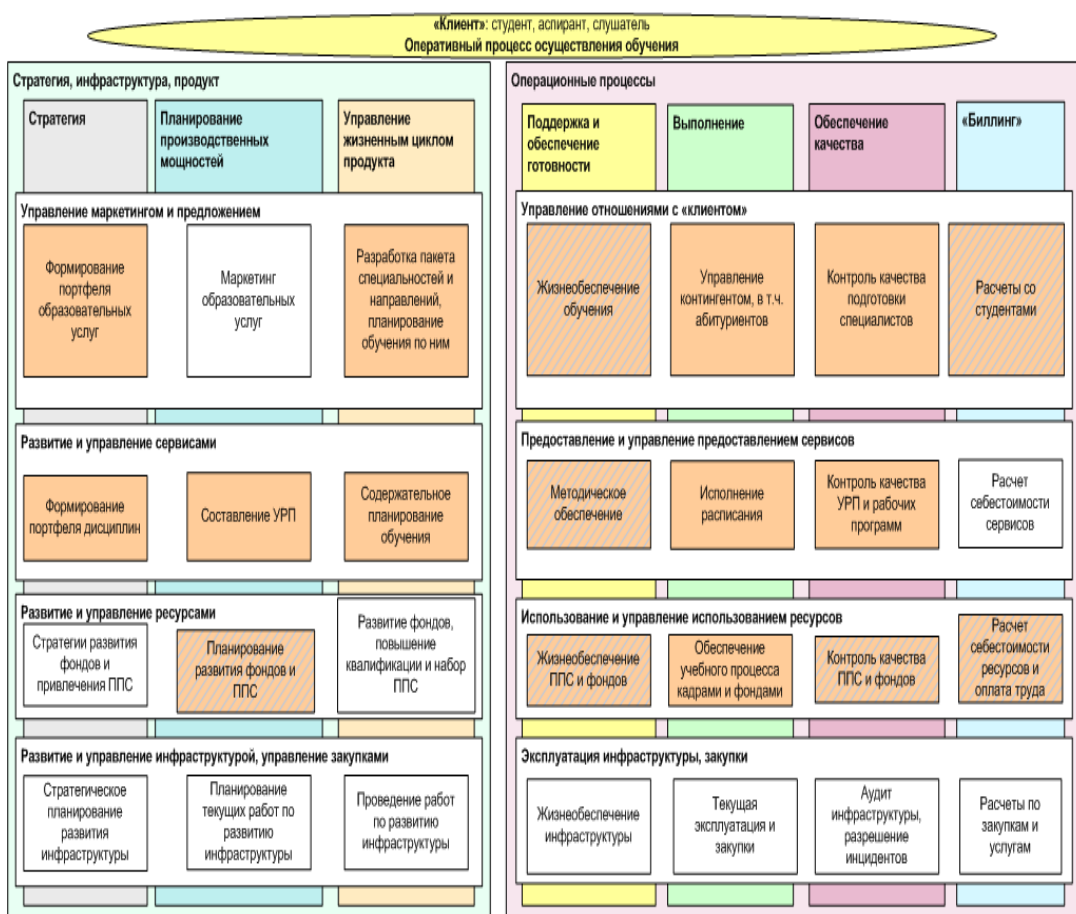 «Клиент»: студент, аспирант, слушатель
Оперативный процесс осуществления обучения
Стратегия, инфраструктура, продукт
Стратегия
Планирование
производственных
мощностей
Управление
жизненным циклом
продукта
Управление маркетингом и предложением
Формирование
портфеля
образовательных
услуг
Маркетинг
образовательных
услуг
Разработка пакета
специальностей и
направлений,
планирование
обучения по ним
Развитие и управление сервисами
Формирование
портфеля дисциплин
Составление УРП
Содержательное
планирование
обучения
Развитие и управление ресурсами
Стратегии развития
фондов и
привлечения ППС
Планирование
развития фондов и
ППС
Развитие фондов,
повышение
квалификации и набор
ППС
Развитие и управление инфраструктурой, управление закупками
Стратегическое
планирование
развития
инфраструктуры
Планирование
текущих работ по
развитию
инфраструктуры
Проведение работ
по развитию
инфраструктуры
Операционные процессы
Поддержка и
обеспечение
готовности
Выполнение
Обеспечение
качества
«Биллинг»
Управление отношениями с «клиентом»
Жизнеобеспечение
обучения
Управление
контингентом, в т.ч.
абитуриентов
Контроль качества
подготовки
специалистов
Расчеты со
студентами
Предоставление и управление предоставлением сервисов
Методическое
обеспечение
Исполнение
расписания
Контроль качества
УРП и рабочих
программ
Расчет
себестоимости
сервисов
Использование и управление использованием ресурсов
Жизнеобеспечение
ППС и фондов
Обеспечение
учебного процесса
кадрами и фондами
Контроль качества
ППС и фондов
Расчет
себестоимости
ресурсов и
оплата труда
Эксплуатация инфраструктуры, закупки
Жизнеобеспечение
инфраструктуры
Текущая
эксплуатация и
закупки
Аудит
инфраструктуры,
разрешение
инцидентов
Расчеты по
закупкам и
услугам